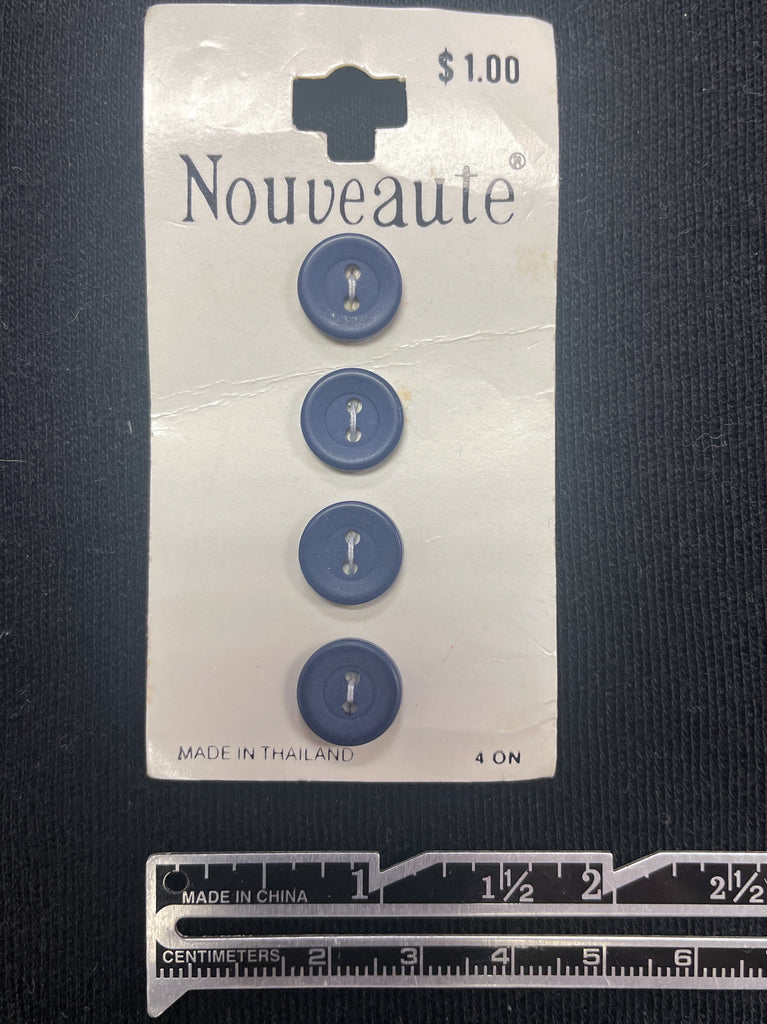 $ 1.00
Nouveaute®
MADE IN THAILAND
4 ON
1 1½ 2 2½
MADE IN CHINA
CENTIMETERS 2 3 4 5 6